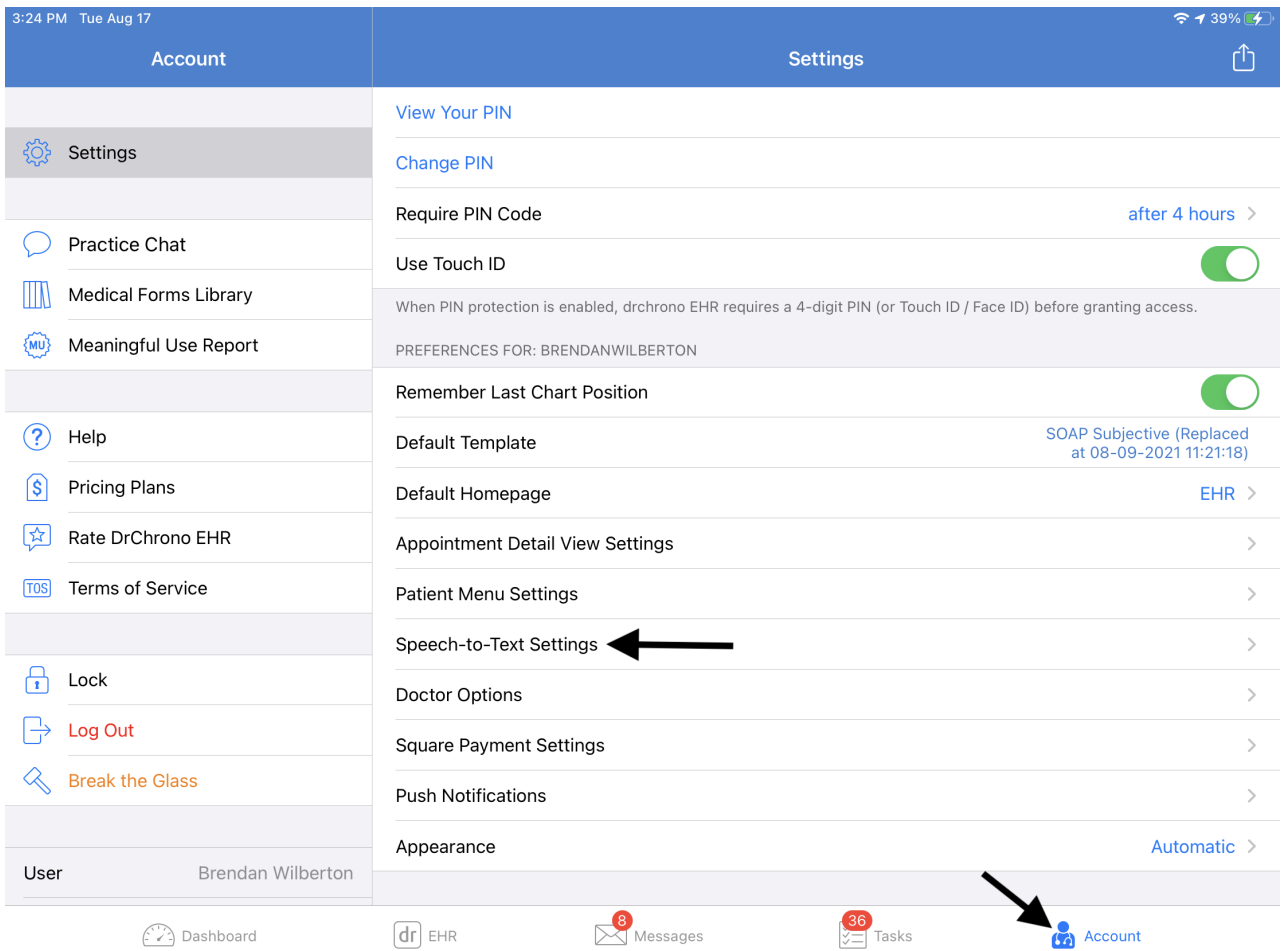 3:24 PM Tue Aug 17
39%
Account
Settings
Settings
Practice Chat
Medical Forms Library
MU
Meaningful Use Report
?
Help
$
Pricing Plans
Rate DrChrono EHR
TOS
Terms of Service
Lock
Log Out
Break the Glass
User Brendan Wilberton
View Your PIN
Change PIN
Require PIN Code after 4 hours
Use Touch ID
When PIN protection is enabled, drchrono EHR requires a 4-digit PIN (or Touch ID / Face ID) before granting access.
PREFERENCES FOR: BRENDANWILBERTON
Remember Last Chart Position
Default Template SOAP Subjective (Replaced
at 08-09-2021 11:21:18)
Default Homepage EHR
Appointment Detail View Settings
Patient Menu Settings
Speech-to-Text Settings
Doctor Options
Square Payment Settings
Push Notifications
Appearance Automatic
Dashboard
dr EHR
8 Messages
36 Tasks
Account